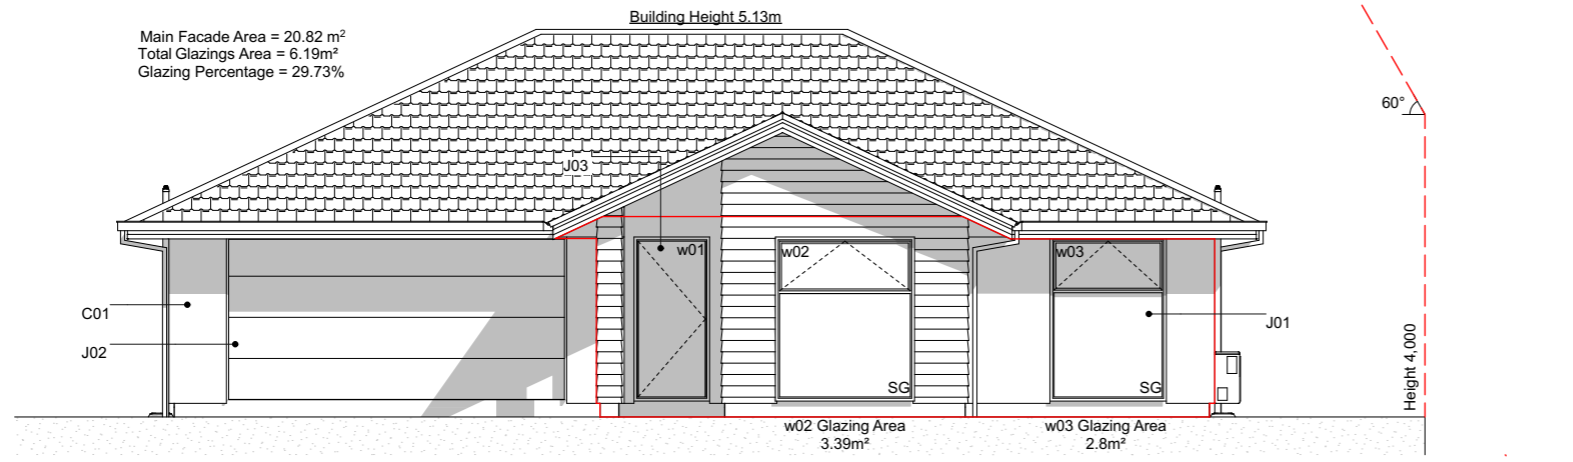 Building Height 5.13m
Main Facade Area = 20.82 m²
Total Glazings Area = 6.19m²
Glazing Percentage = 29.73%
60°
J03
w01
w02
w03
C01
J02
J01
Height 4,000
SG
SG
w02 Glazing Area
3.39m²
w03 Glazing Area
2.8m²